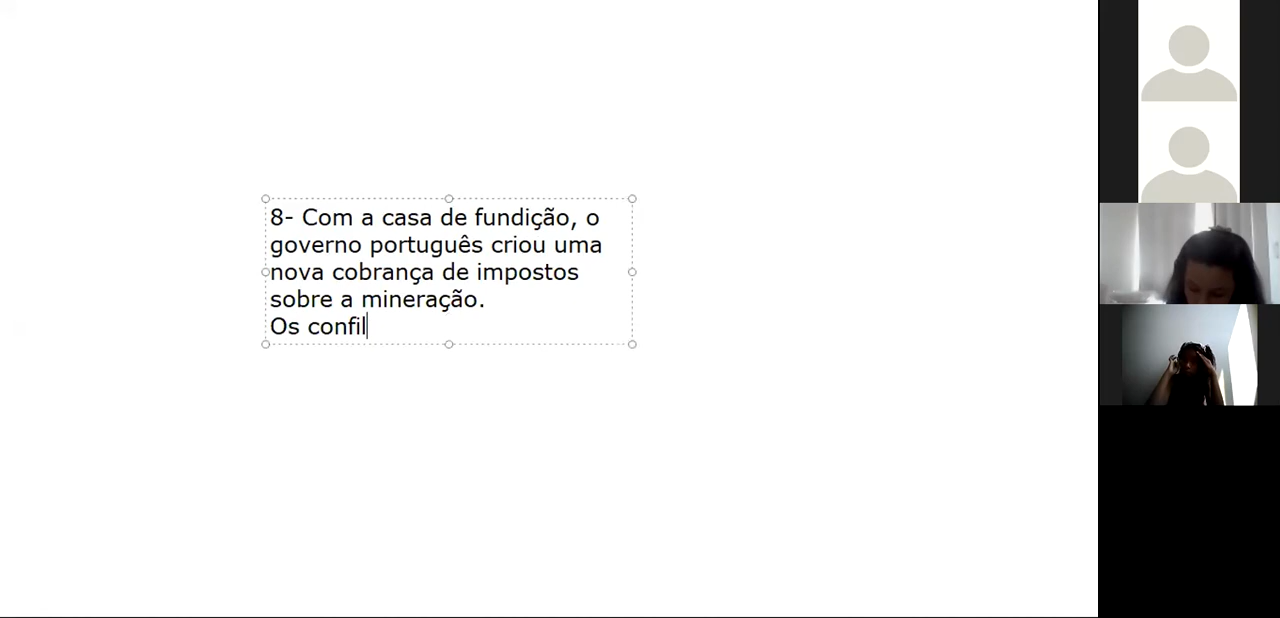 8- Com a casa de fundição, o
governo português criou uma
nova cobrança de impostos
sobre a mineração.
Os confil